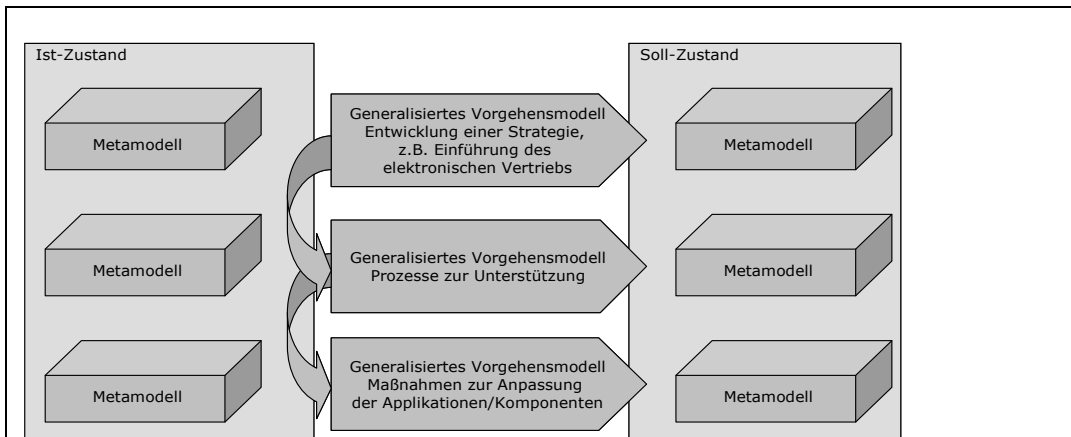 Ist-Zustand
Soll-Zustand
Metamodell
Generalisiertes Vorgehensmodell
Entwicklung einer Strategie,
z.B. Einführung des
elektronischen Vertriebs
Metamodell
Metamodell
Generalisiertes Vorgehensmodell
Prozesse zur Unterstützung
Metamodell
Metamodell
Generalisiertes Vorgehensmodell
Maßnahmen zur Anpassung
der Applikationen/Komponenten
Metamodell